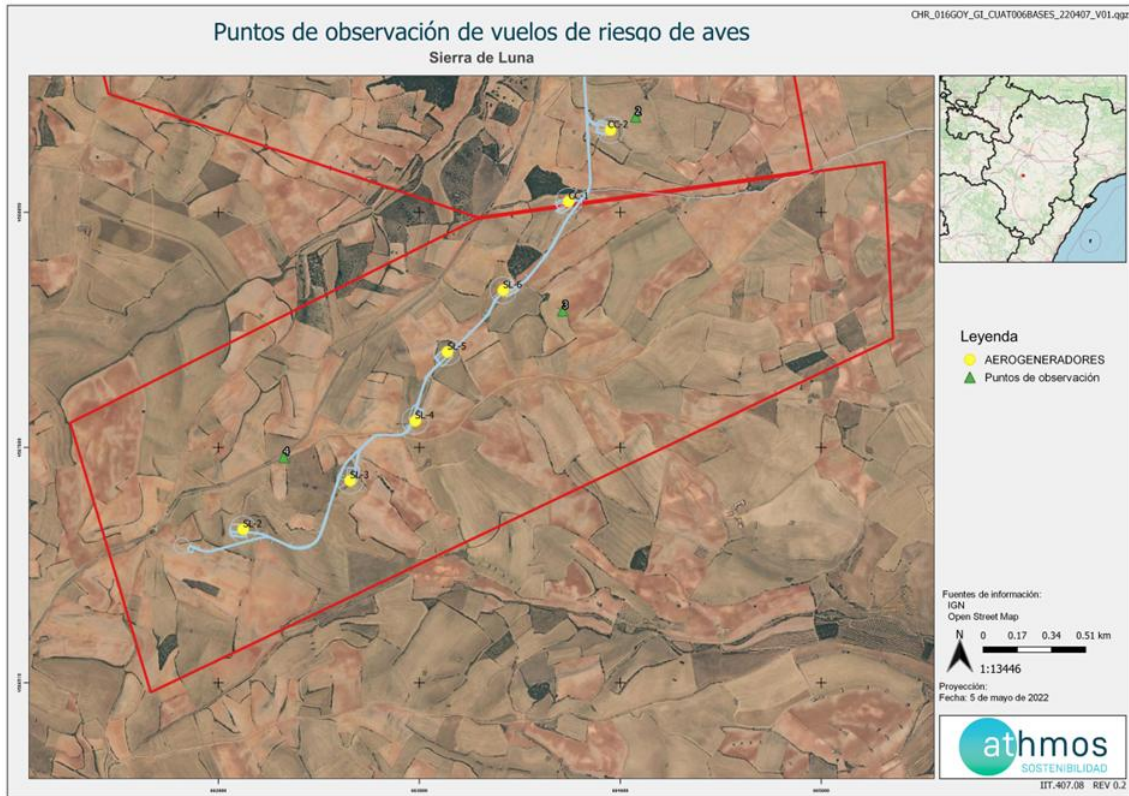 CHR_016GOY_GI_CUAT006BASES_220407_V01.qgz
Puntos de observación de vuelos de riesgo de aves
Sierra de Luna
2
CC-2
CC-1
SL-6
3
SL-5
SL-4
4
SL-3
SL-2
Leyenda
AEROGENERADORES
Puntos de observación
Fuentes de información:
IGN
Open Street Map
N
0 0.17 0.34 0.51 km
1:13446
Proyección:
Fecha: 5 de mayo de 2022
athmos
SOSTENIBILIDAD
IIT.407.08 REV 0.2